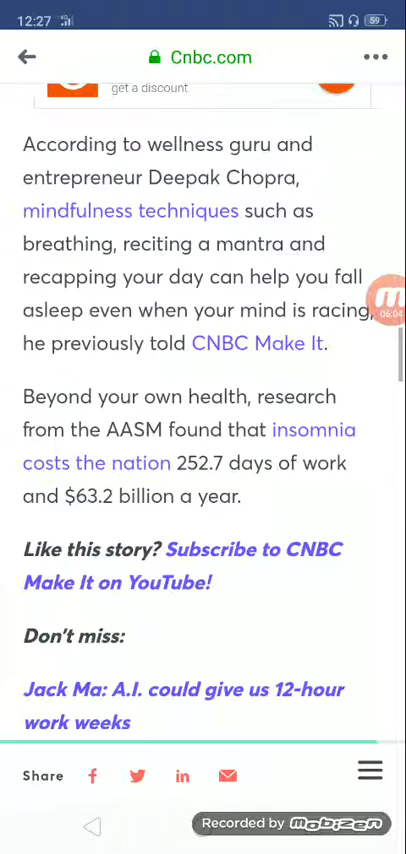 12:27
59
Cnbc.com
get a discount
According to wellness guru and
entrepreneur Deepak Chopra,
mindfulness techniques such as
breathing, reciting a mantra and
recapping your day can help you fall
asleep even when your mind is racing,
he previously told CNBC Make It.
06:04
Beyond your own health, research
from the AASM found that insomnia
costs the nation 252.7 days of work
and $63.2 billion a year.
Like this story? Subscribe to CNBC
Make It on YouTube!
Don't miss:
Jack Ma: A.I. could give us 12-hour
work weeks
Share
Recorded by mobizen